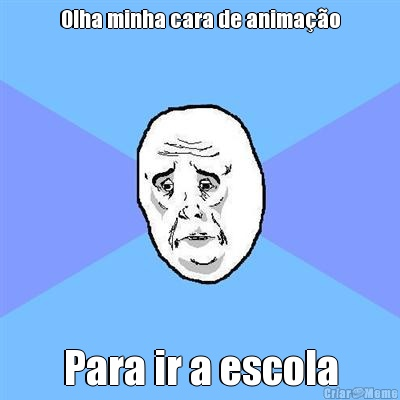 Olha minha cara de animação
Para ir a escola
Criar Meme